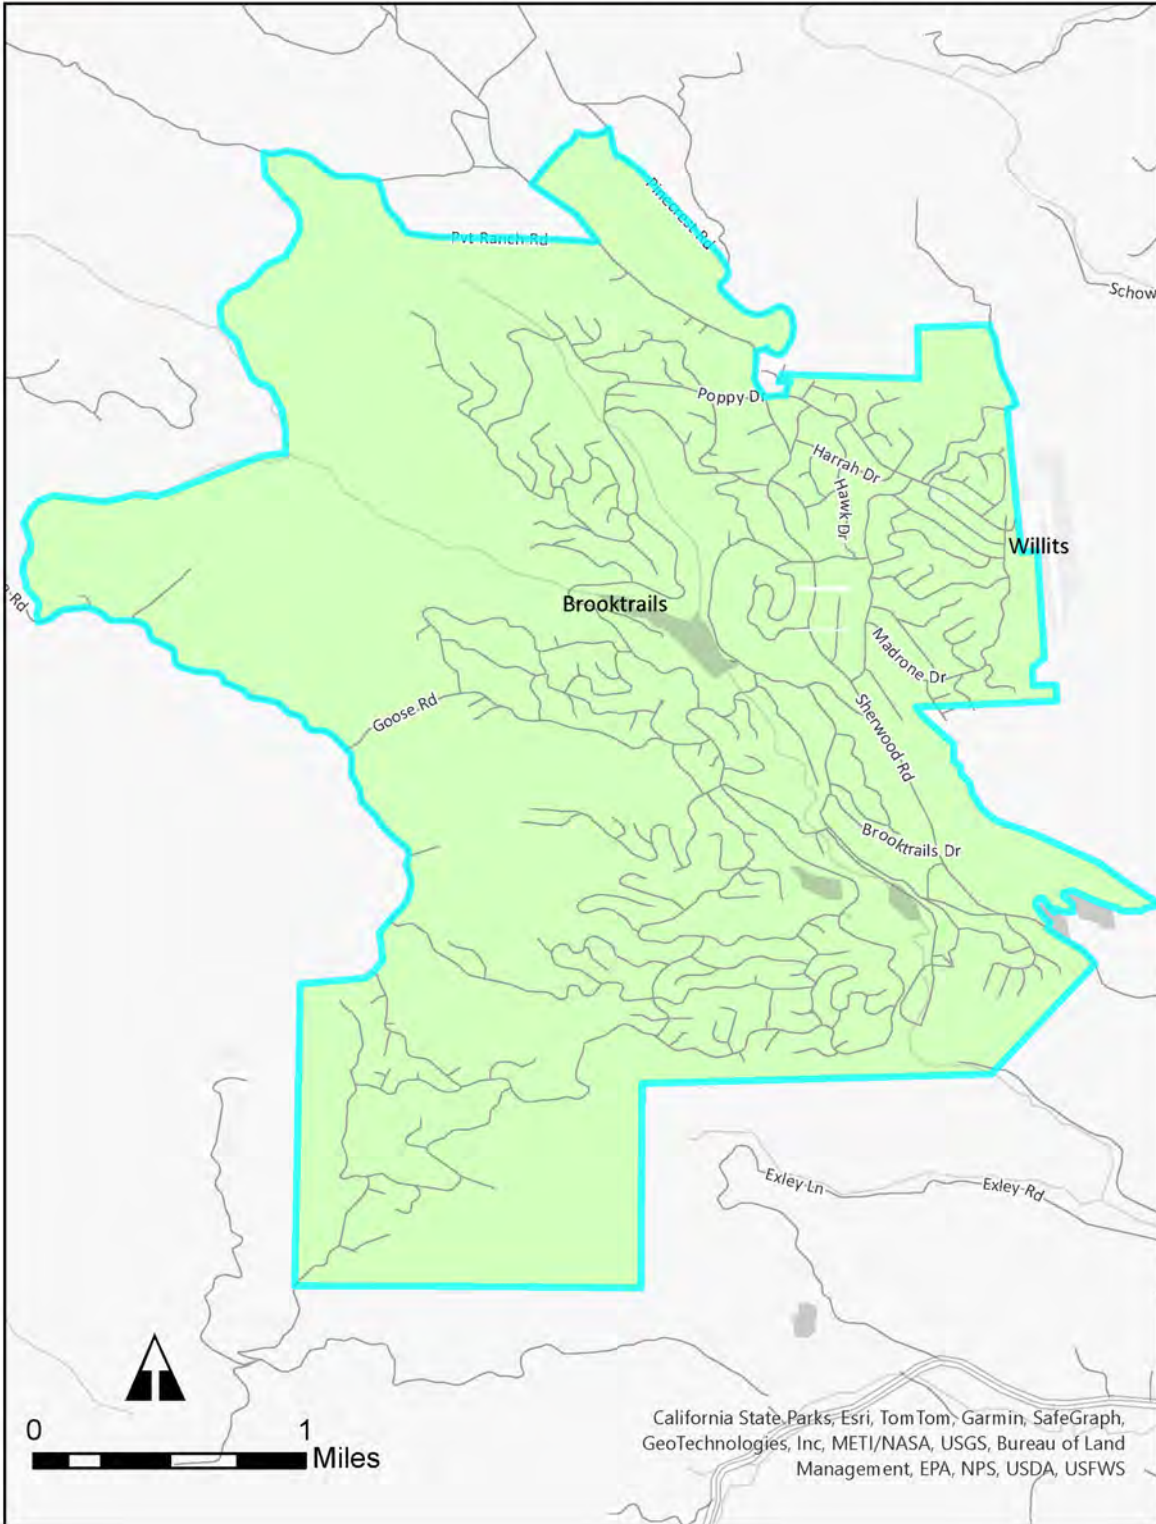 Pinecrest Rd
Pvt Ranch Rd
Schow
Poppy Dr
Harrah Dr
Hawk Dr
Willits
Brooktrails
Madrone Dr
Goose Rd
Sherwood Rd
Brooktrails Dr
Exley Ln
Exley Rd
0 1
Miles
California State Parks, Esri, TomTom, Garmin, SafeGraph,
GeoTechnologies, Inc, METI/NASA, USGS, Bureau of Land
Management, EPA, NPS, USDA, USFWS